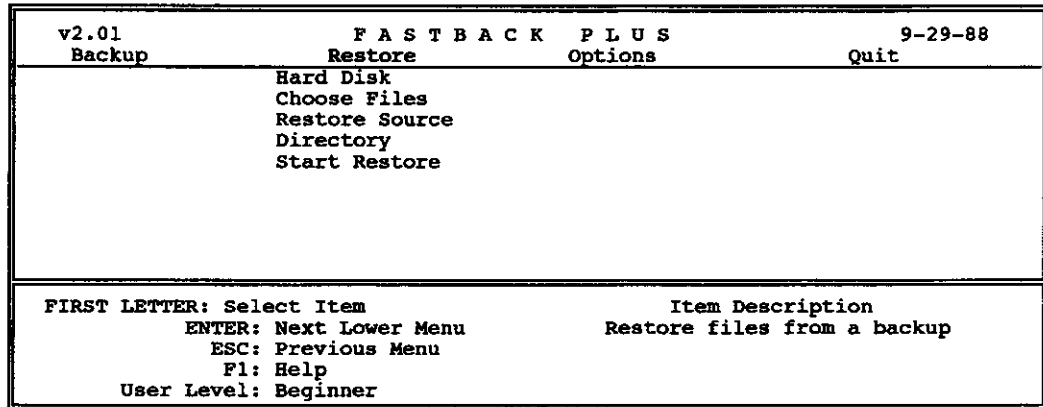 v2.01 F A S T B A C K P L U S 9-29-88
Backup Restore Options Quit
Hard Disk
Choose Files
Restore Source
Directory
Start Restore
FIRST LETTER: Select Item Item Description
ENTER: Next Lower Menu Restore files from a backup
ESC: Previous Menu
F1: Help
User Level: Beginner